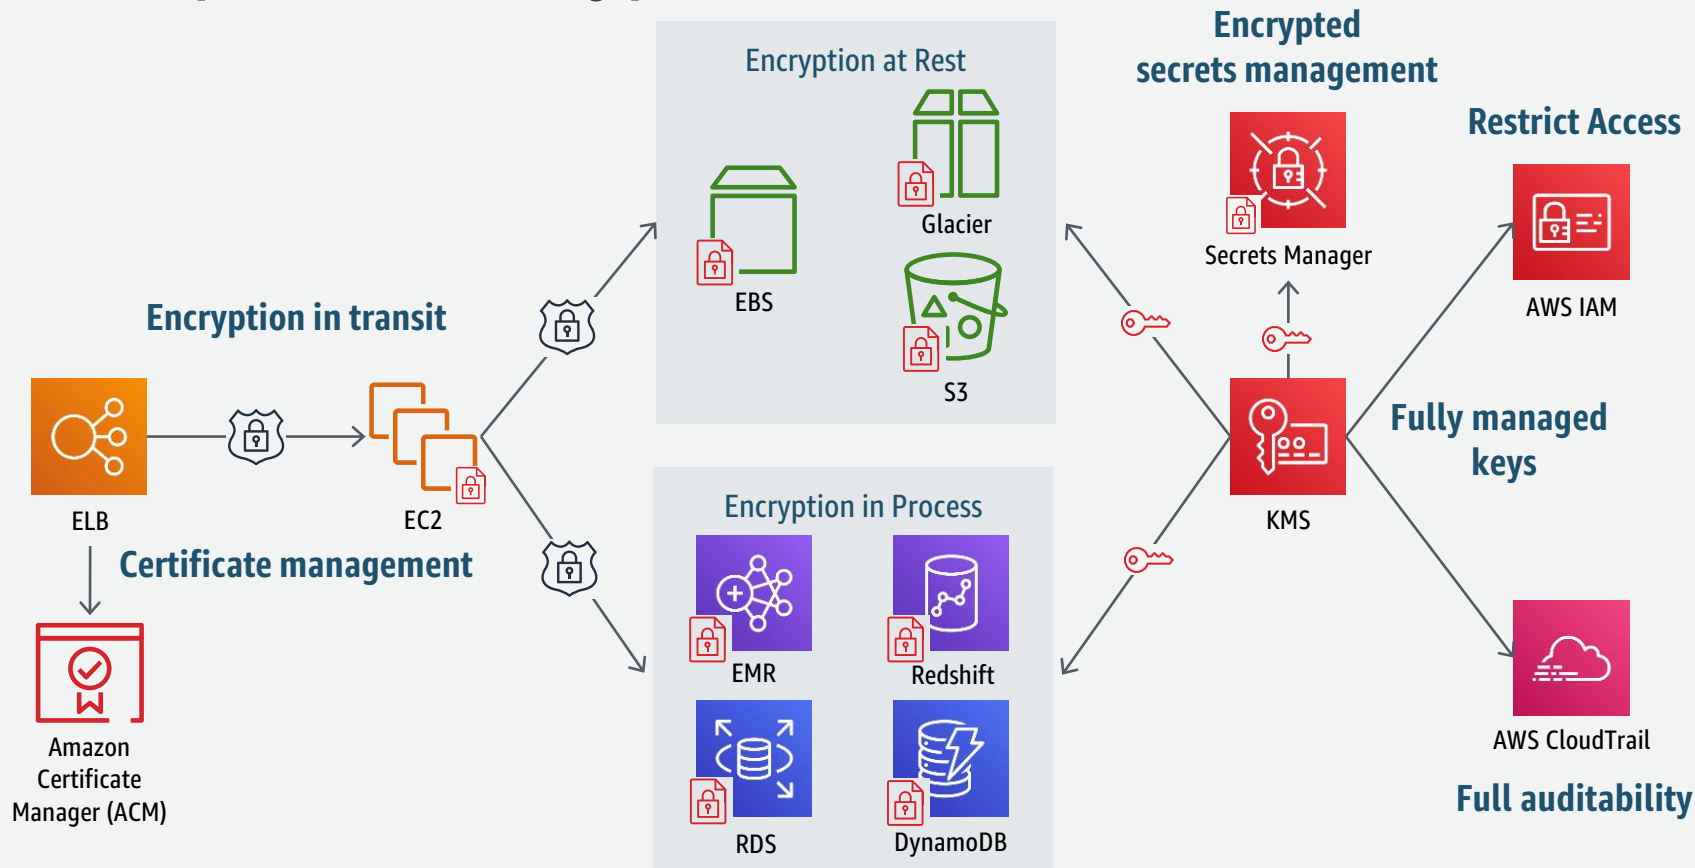 Encryption at Rest
Glacier
EBS
S3
Encrypted
secrets management
Secrets Manager
Restrict Access
AWS IAM
Encryption in transit
ELB
EC2
Certificate management
Amazon
Certificate
Manager (ACM)
Encryption in Process
EMR
Redshift
RDS
DynamoDB
KMS
Fully managed
keys
AWS CloudTrail
Full auditability